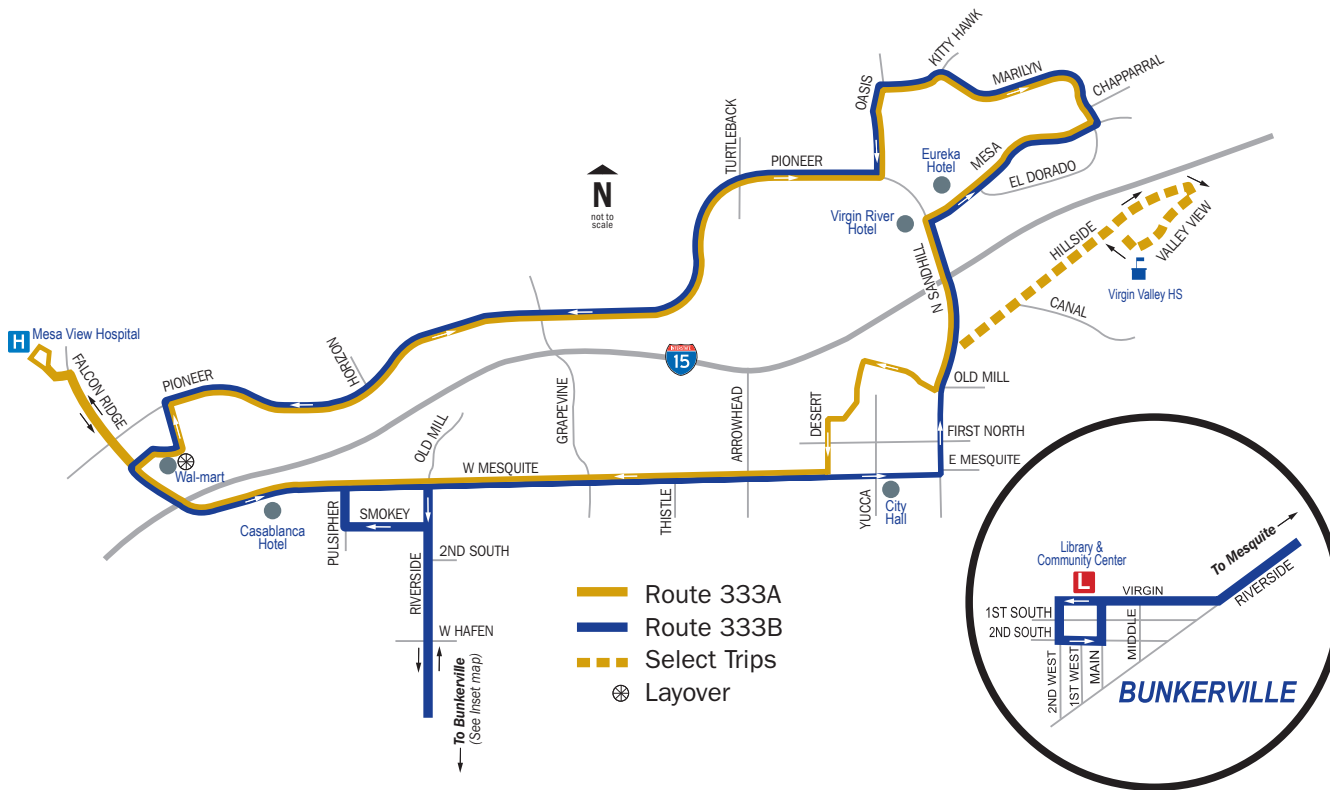 KITTY HAWK
OASIS
MARILYN
CHAPPARRAL
TURTLEBACK
PIONEER
Eureka
Hotel
MESA
EL DORADO
N
not to
scale
Virgin River
Hotel
N SANDHILL
HILLSIDE
VALLEY VIEW
Virgin Valley HS
CANAL
H
Mesa View Hospital
FALCON RIDGE
PIONEER
HORIZON
INTERSTATE
15
GRAPEVINE
ARROWHEAD
DESERT
OLD MILL
FIRST NORTH
E MESQUITE
OLD MILL
W MESQUITE
Wal-mart
Casablanca
Hotel
PULSIPHER
SMOKEY
RIVERSIDE
2ND SOUTH
W HAFEN
THISTLE
YUCCA
City
Hall
To Bunkerville
(See Inset map)
Route 333A
Route 333B
Select Trips
Layover
Library &
Community Center
L
To Mesquite
RIVERSIDE
VIRGIN
1ST SOUTH
2ND SOUTH
2ND WEST
1ST WEST
MAIN
MIDDLE
BUNKERVILLE